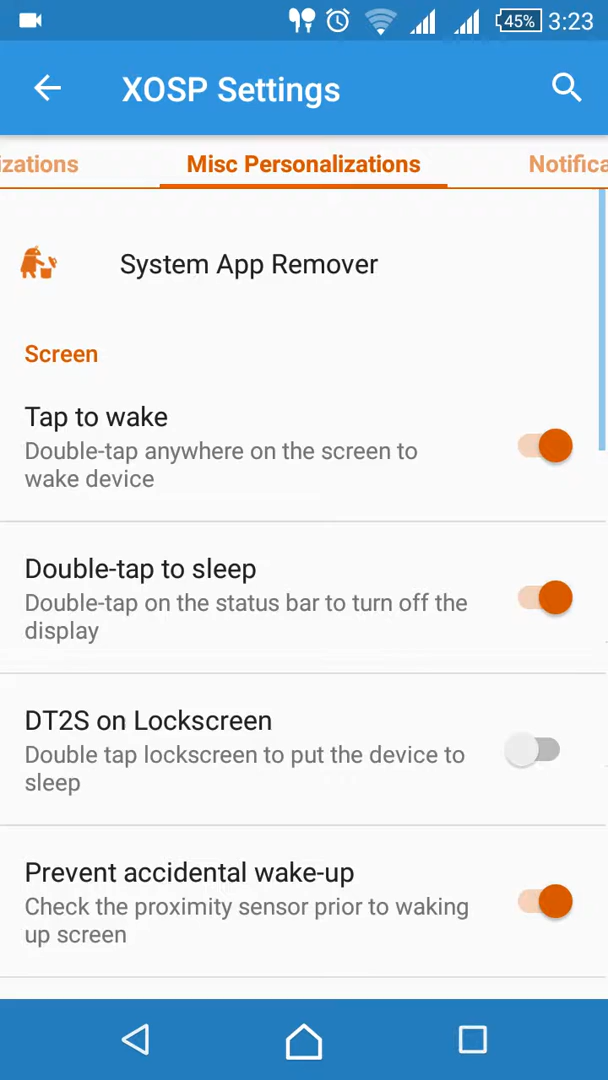 45% 3:23
XOSP Settings
izations Misc Personalizations Notifica
System App Remover
Screen
Tap to wake
Double-tap anywhere on the screen to
wake device
Double-tap to sleep
Double-tap on the status bar to turn off the
display
DT2S on Lockscreen
Double tap lockscreen to put the device to
sleep
Prevent accidental wake-up
Check the proximity sensor prior to waking
up screen